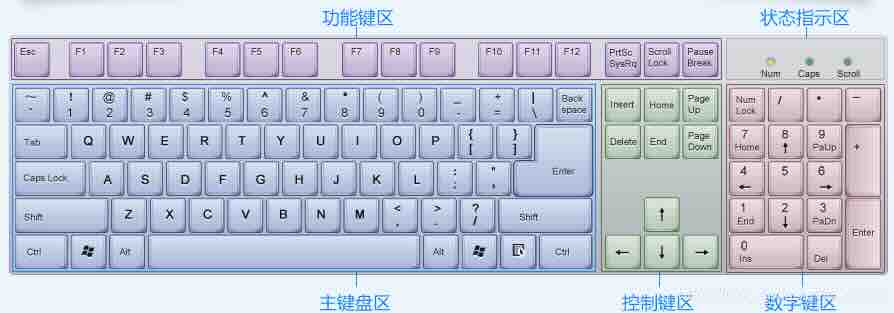 功能键区 状态指示区
Esc F1 F2 F3 F4 F5 F6 F7 F8 F9 F10 F11 F12 PrtSc SysRq Scroll Lock Pause Break
Num Caps Scroll
~ ` ! 1 @ 2 # 3 $ 4 % 5 ^ 6 & 7 * 8 ( 9 ) 0 _ - + = | \ Back space Insert Home Page Up Num Lock / * −
Tab Q W E R T Y U I O P { [ } ] Enter Delete End Page Down 7 Home 8 ↑ 9 PaUp +
Caps Lock A S D F G H J K L : ; " , 4 ← 5 6 →
Shift Z X C V B N M < , > - ? / Shift ↑ 1 End 2 ↓ 3 PaDn Enter
Ctrl Alt Alt Ctrl ← ↓ → 0 Ins Del
主键盘区 控制键区 数字键区